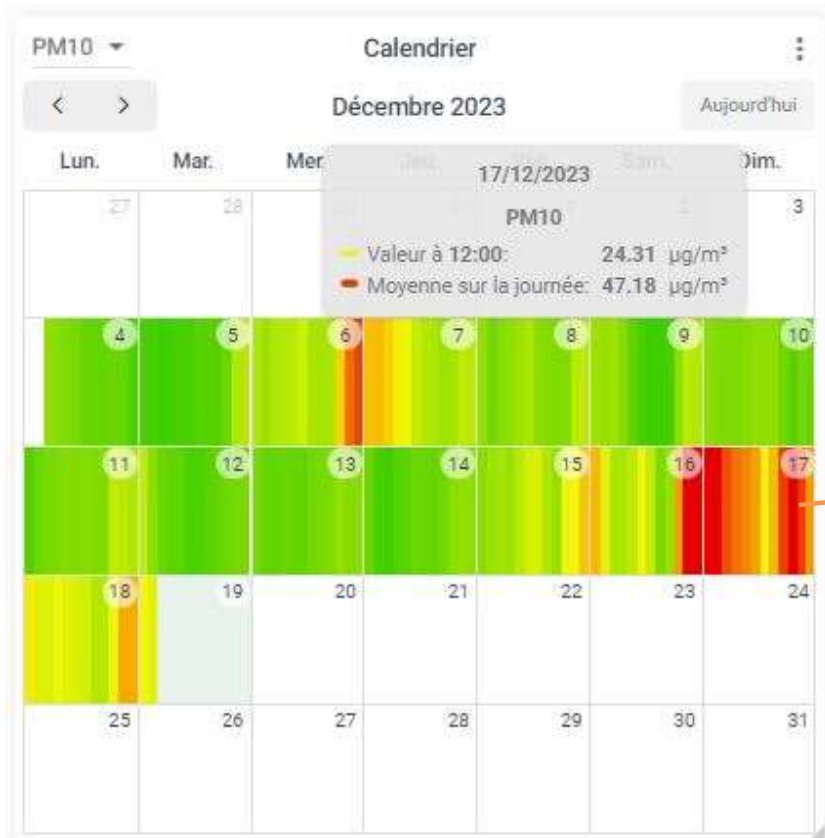 PM10 Calendrier
Décembre 2023 Aujourd'hui
Lun. Mar. Mer. Jeu. Sam. Dim.
17/12/2023
PM10
Valeur à 12:00: 24.31 µg/m³
Moyenne sur la journée: 47.18 µg/m³
27 28 3
4 5 6 7 8 9 10
11 12 13 14 15 16 17
18 19 20 21 22 23 24
25 26 27 28 29 30 31